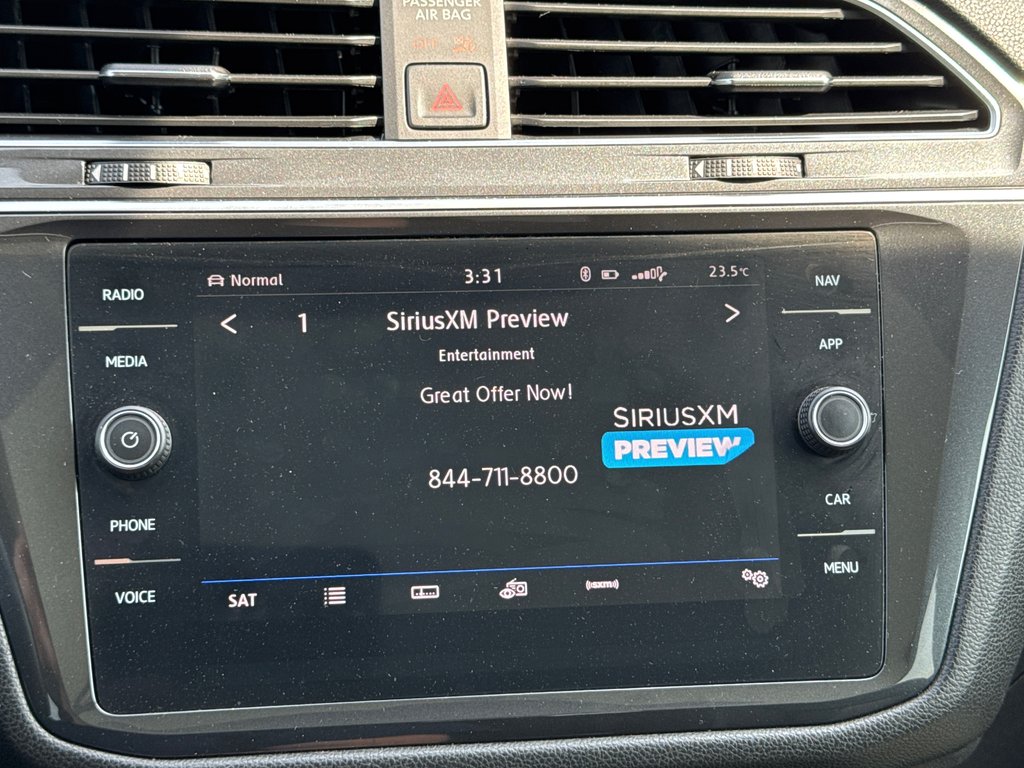 PASSENGER
AIR BAG
OFF
Normal 3:31 23.5°C
RADIO
NAV
< 1 SiriusXM Preview >
MEDIA
APP
Entertainment
Great Offer Now!
SIRIUSXM
PREVIEW
844-711-8800
PHONE
CAR
VOICE
MENU
SAT
((SXM))